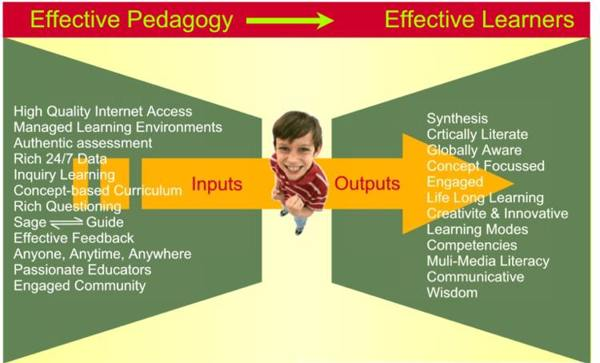 Effective Pedagogy
Effective Learners
High Quality Internet Access
Managed Learning Environments
Authentic assessment
Rich 24/7 Data
Inquiry Learning
Concept-based Curriculum
Rich Questioning
Sage ⇌ Guide
Effective Feedback
Anyone, Anytime, Anywhere
Passionate Educators
Engaged Community
Inputs
Outputs
Synthesis
Crtically Literate
Globally Aware
Concept Focussed
Engaged
Life Long Learning
Creativite & Innovative
Learning Modes
Competencies
Muli-Media Literacy
Communicative
Wisdom